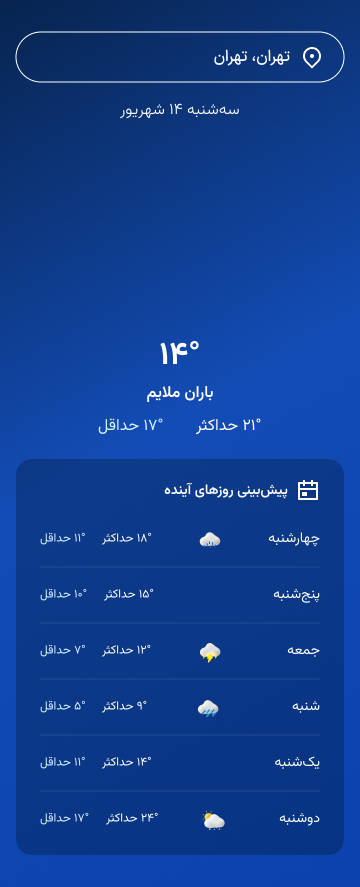 تهران، تهران
سه‌شنبه ۱۴ شهریور
۱۴°
باران ملایم
۲۱° حداکثر ۱۷° حداقل
پیش‌بینی روزهای آینده
چهارشنبه ۱۸° حداکثر ۱۱° حداقل
پنج‌شنبه ۱۵° حداکثر ۱۰° حداقل
جمعه ۱۲° حداکثر ۷° حداقل
شنبه ۹° حداکثر ۵° حداقل
یک‌شنبه ۱۴° حداکثر ۱۱° حداقل
دوشنبه ۲۴° حداکثر ۱۷° حداقل